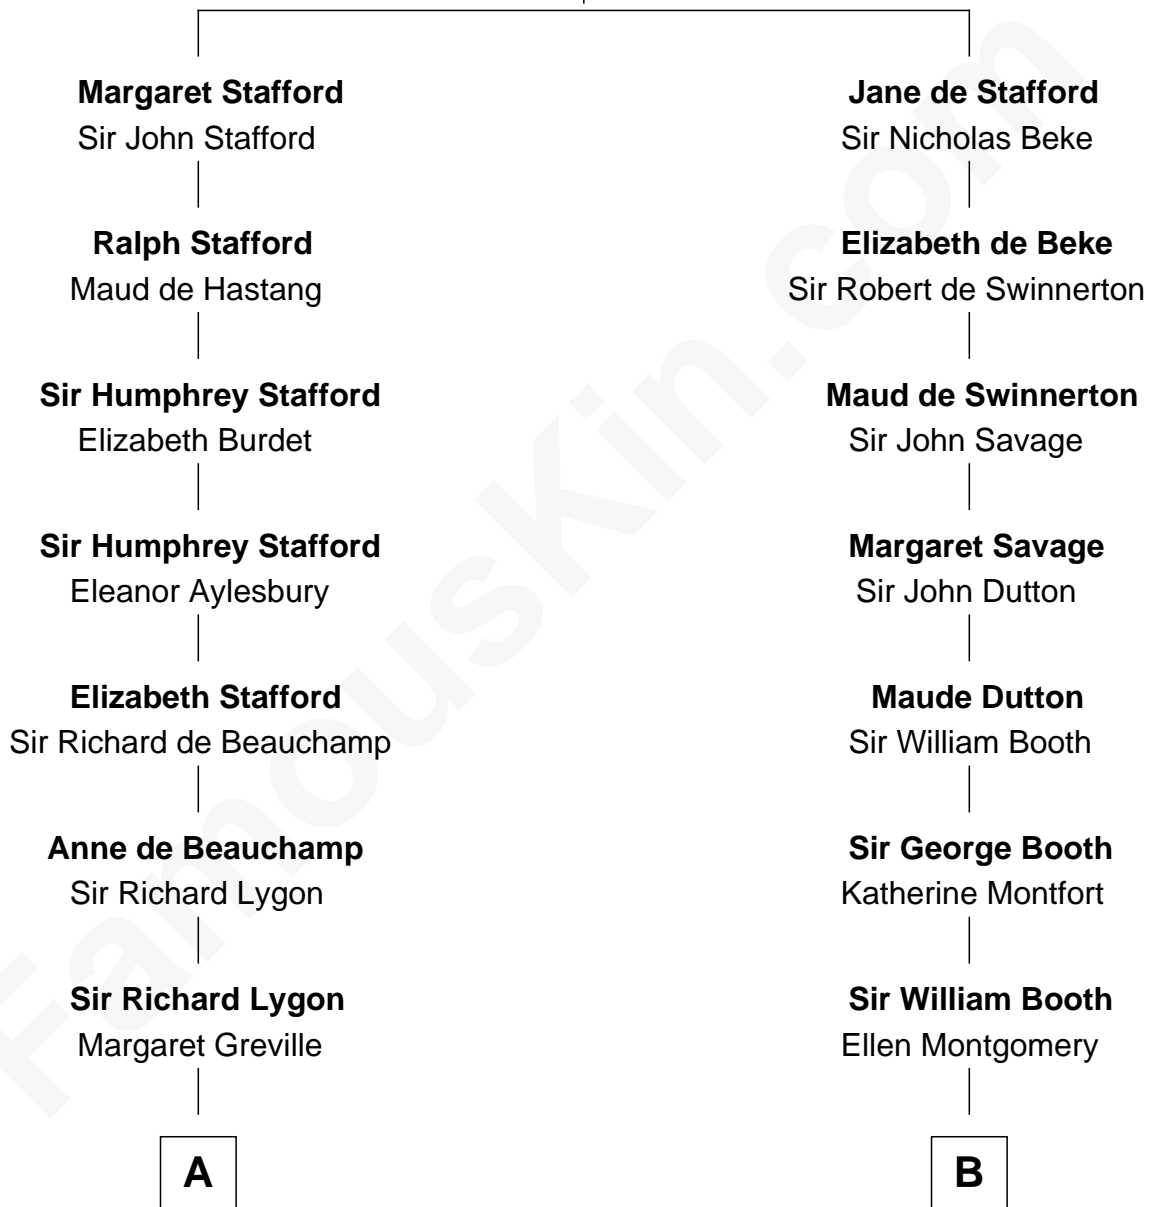 Margaret Stafford
Sir John Stafford
Ralph Stafford
Maud de Hastang
Sir Humphrey Stafford
Elizabeth Burdet
Sir Humphrey Stafford
Eleanor Aylesbury
Elizabeth Stafford
Sir Richard de Beauchamp
Anne de Beauchamp
Sir Richard Lygon
Sir Richard Lygon
Margaret Greville
A
Jane de Stafford
Sir Nicholas Beke
Elizabeth de Beke
Sir Robert de Swinnerton
Maud de Swinnerton
Sir John Savage
Margaret Savage
Sir John Dutton
Maude Dutton
Sir William Booth
Sir George Booth
Katherine Montfort
Sir William Booth
Ellen Montgomery
B
FamousKin.com